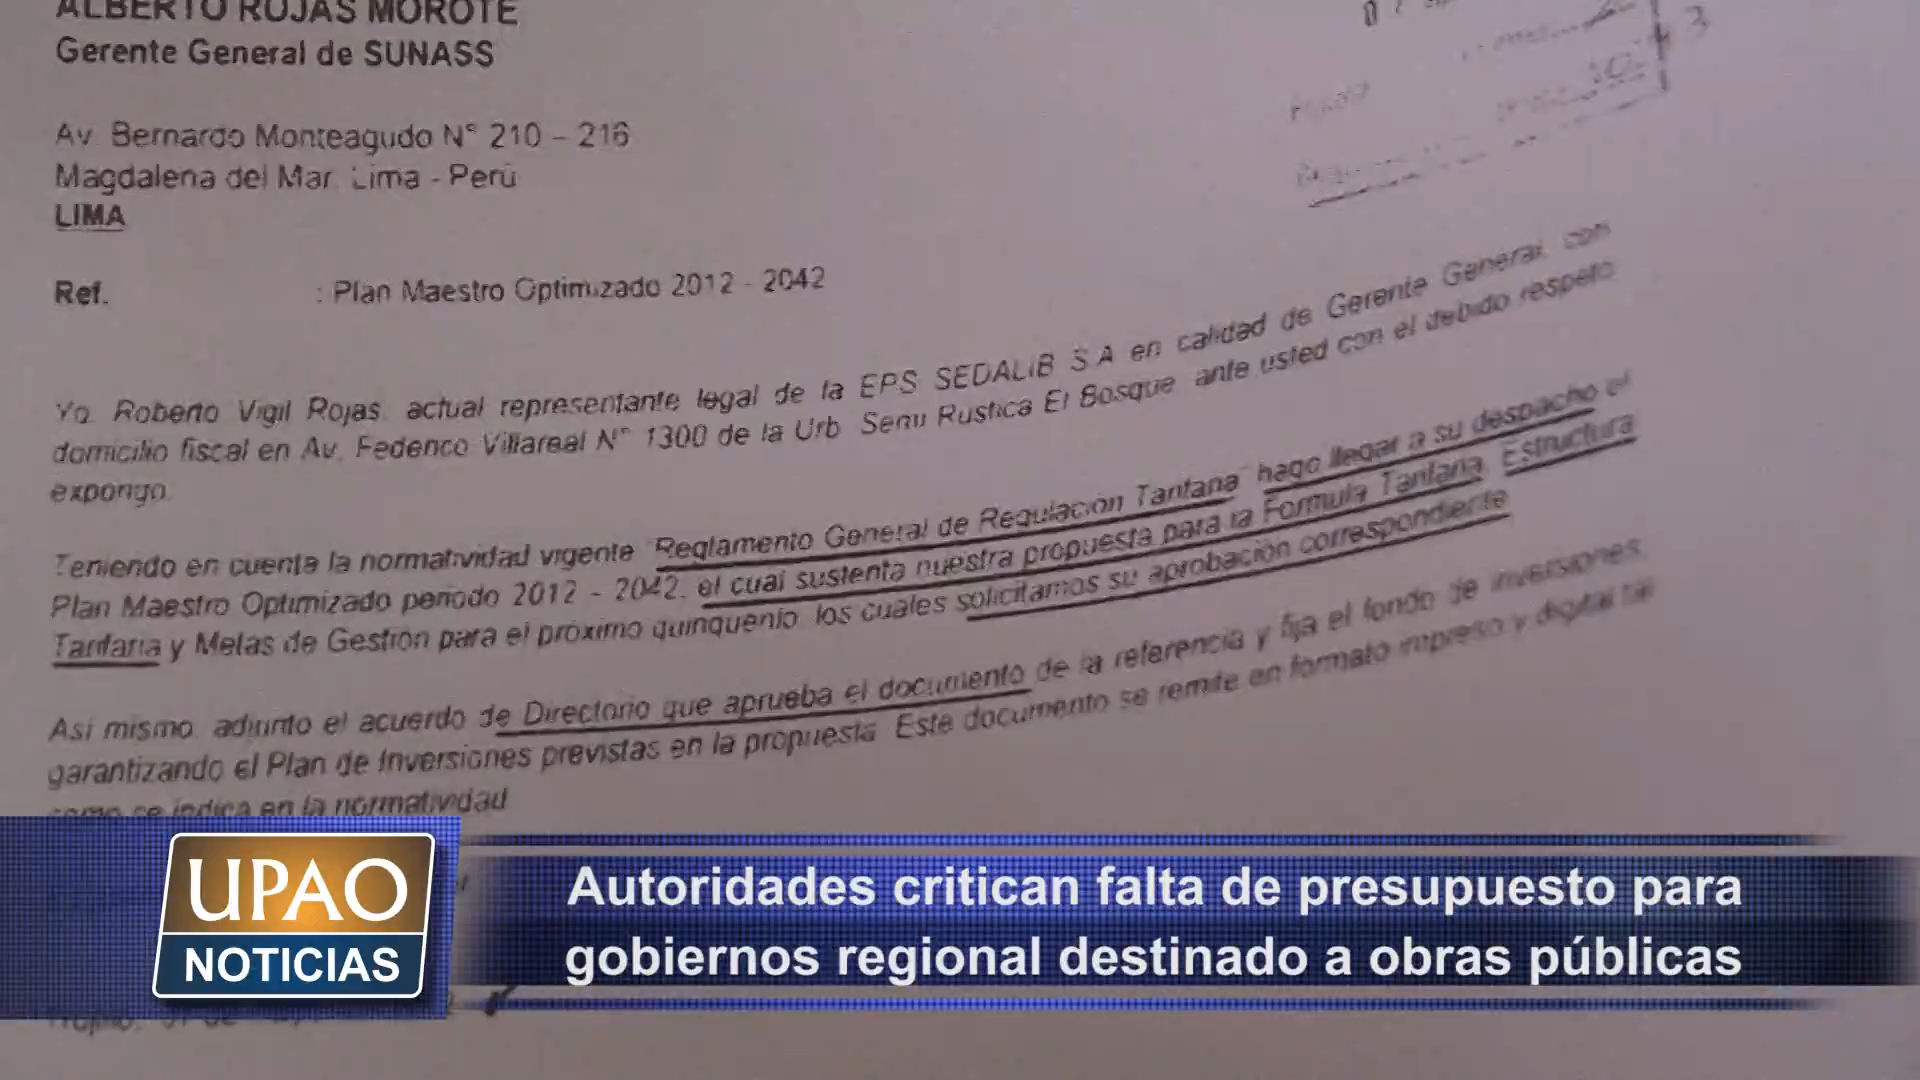 ALBERTO ROJAS MOROTE
Gerente General de SUNASS
Av. Bernardo Monteagudo N° 210 - 216
Magdalena del Mar. Lima - Perú
LIMA
Ref. : Plan Maestro Optimizado 2012 - 2042
Yo, Roberto Vigil Rojas, actual representante legal de la EPS SEDALIB S.A en calidad de Gerente General, con
domicilio fiscal en Av. Federico Villareal N° 1300 de la Urb. Semi Rustica El Bosque, ante usted con el debido respeto
expongo.
Teniendo en cuenta la normatividad vigente "Reglamento General de Regulación Tarifaria" hago llegar a su despacho el
Plan Maestro Optimizado periodo 2012 - 2042, el cual sustenta nuestra propuesta para la Formula Tarifaria, Estructura
Tarifaria y Metas de Gestión para el próximo quinquenio, los cuales solicitamos su aprobación correspondiente
Asi mismo, adjunto el acuerdo de Directorio que aprueba el documento de la referencia y fija el fondo de inversiones
garantizando el Plan de Inversiones previstas en la propuesta. Este documento se remite en formato impreso y digital tal
como se indica en la normatividad
UPAO
NOTICIAS
Autoridades critican falta de presupuesto para
gobiernos regional destinado a obras públicas